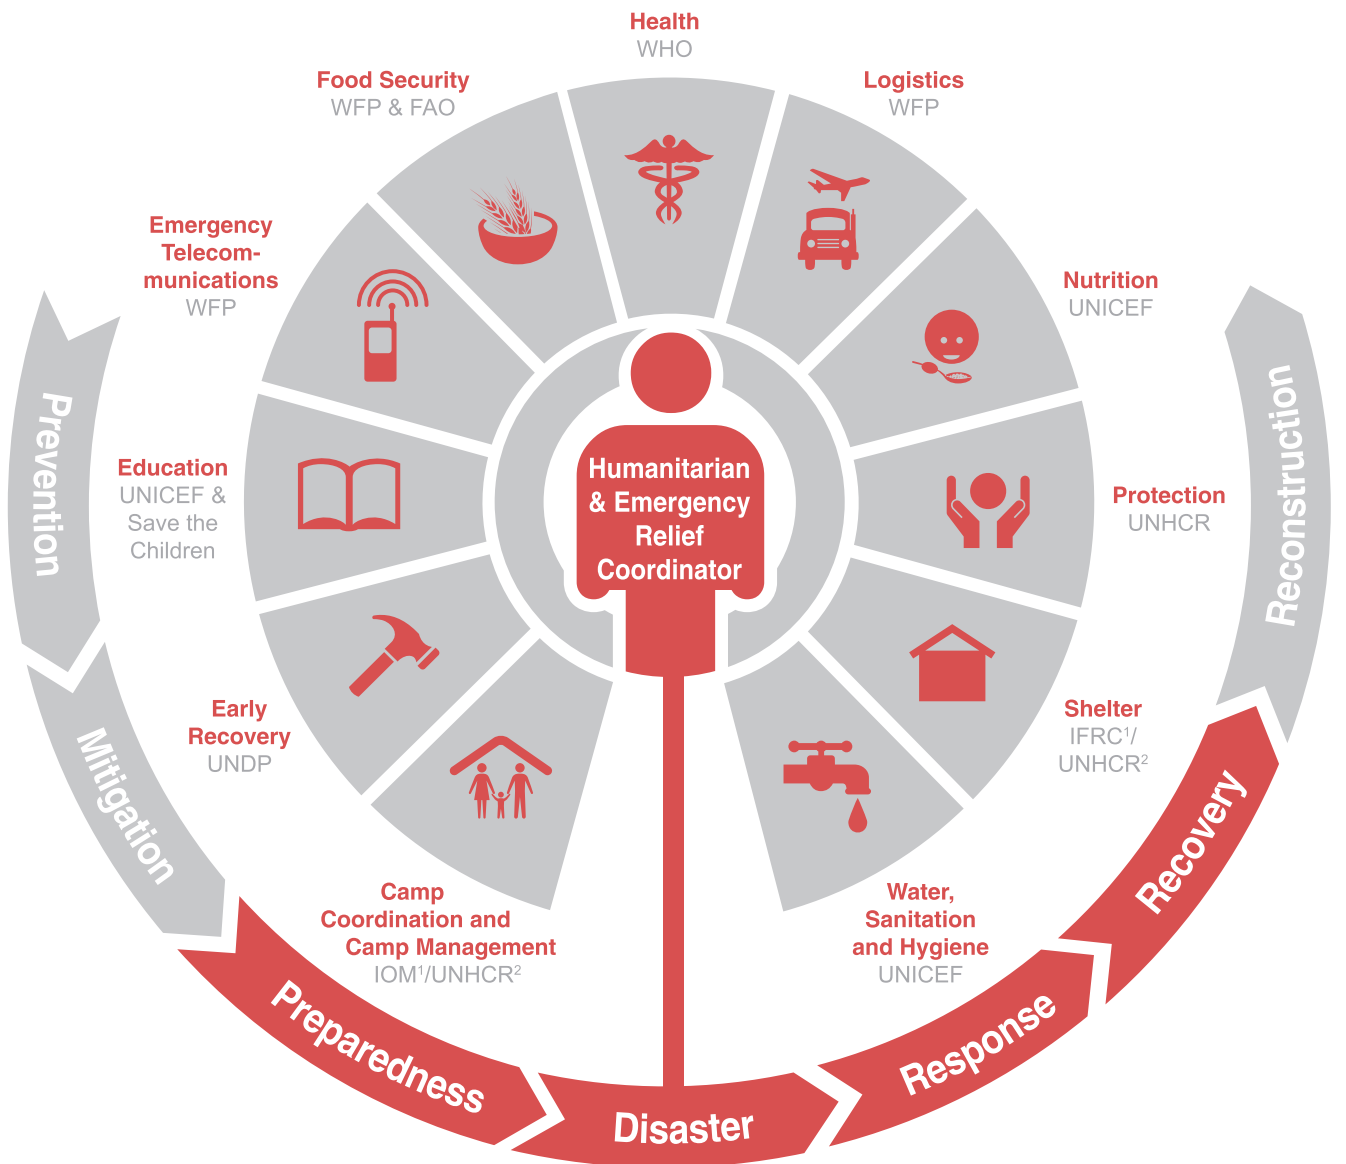 Health
WHO
Food Security
WFP & FAO
Logistics
WFP
Emergency
Telecom-
munications
WFP
Nutrition
UNICEF
Education
UNICEF &
Save the
Children
Humanitarian
& Emergency
Relief
Coordinator
Protection
UNHCR
Early
Recovery
UNDP
Shelter
IFRC¹/
UNHCR²
Camp
Coordination and
Camp Management
IOM¹/UNHCR²
Water,
Sanitation
and Hygiene
UNICEF
Prevention
Mitigation
Preparedness
Disaster
Response
Recovery
Reconstruction